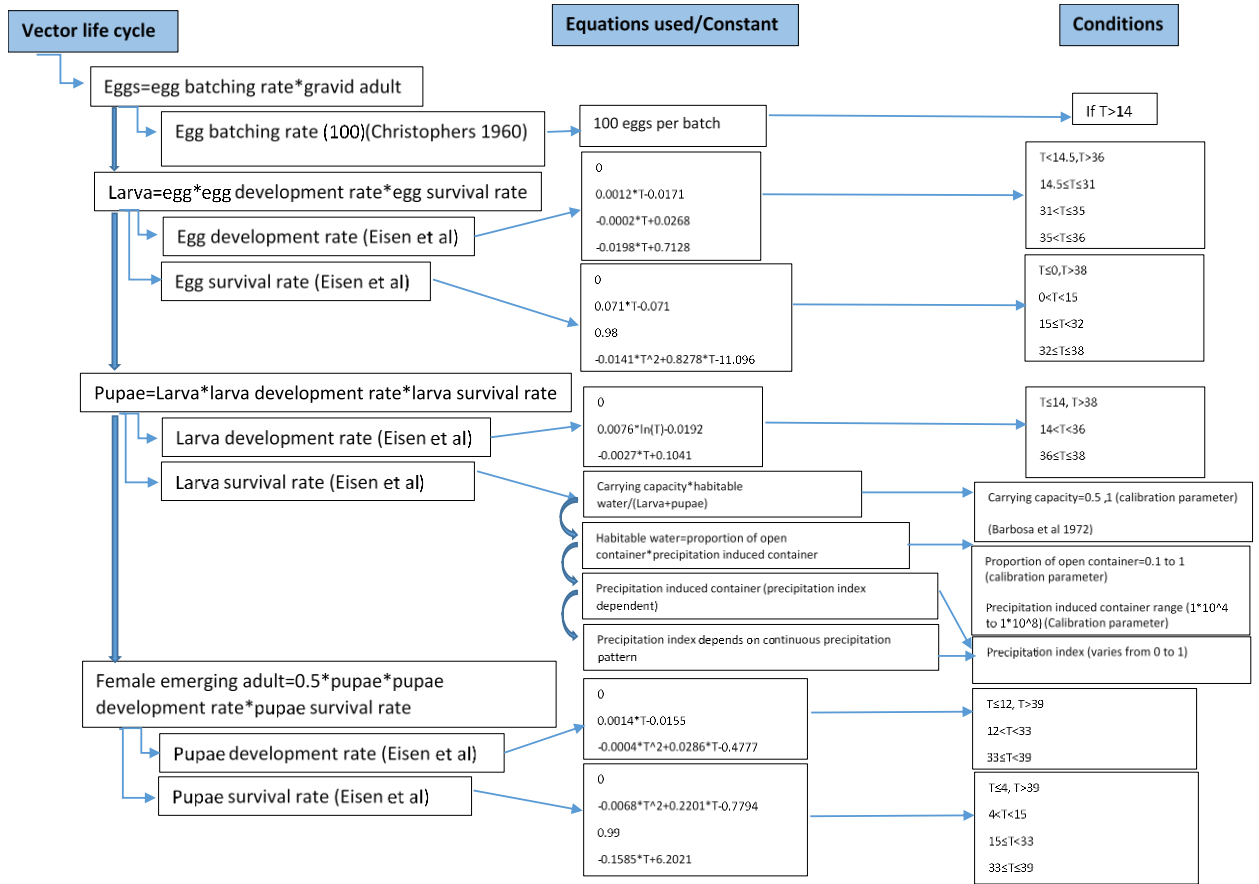 Vector life cycle
Equations used/Constant
Conditions
Eggs=egg batching rate*gravid adult
Egg batching rate (100)(Christophers 1960)
100 eggs per batch
If T>14
Larva=egg*egg development rate*egg survival rate
Egg development rate (Eisen et al)
0
0.0012*T-0.0171
-0.0002*T+0.0268
-0.0198*T+0.7128
T<14.5,T>36
14.5≤T≤31
31<T≤35
35<T≤36
Egg survival rate (Eisen et al)
0
0.071*T-0.071
0.98
-0.0141*T^2+0.8278*T-11.096
T≤0,T>38
0<T<15
15≤T<32
32≤T≤38
Pupae=Larva*larva development rate*larva survival rate
Larva development rate (Eisen et al)
0
0.0076*ln(T)-0.0192
-0.0027*T+0.1041
T≤14, T>38
14<T<36
36≤T≤38
Larva survival rate (Eisen et al)
Carrying capacity*habitable
water/(Larva+pupae)
Carrying capacity=0.5 ,1 (calibration parameter)
(Barbosa et al 1972)
Habitable water=proportion of open
container*precipitation induced container
Proportion of open container=0.1 to 1
(calibration parameter)
Precipitation induced container range (1*10^4
to 1*10^8) (Calibration parameter)
Precipitation induced container (precipitation index
dependent)
Precipitation index depends on continuous precipitation
pattern
Precipitation index (varies from 0 to 1)
Female emerging adult=0.5*pupae*pupae
development rate*pupae survival rate
Pupae development rate (Eisen et al)
0
0.0014*T-0.0155
-0.0004*T^2+0.0286*T-0.4777
T≤12, T>39
12<T<33
33≤T<39
Pupae survival rate (Eisen et al)
0
-0.0068*T^2+0.2201*T-0.7794
0.99
-0.1585*T+6.2021
T≤4, T>39
4<T<15
15≤T<33
33≤T≤39